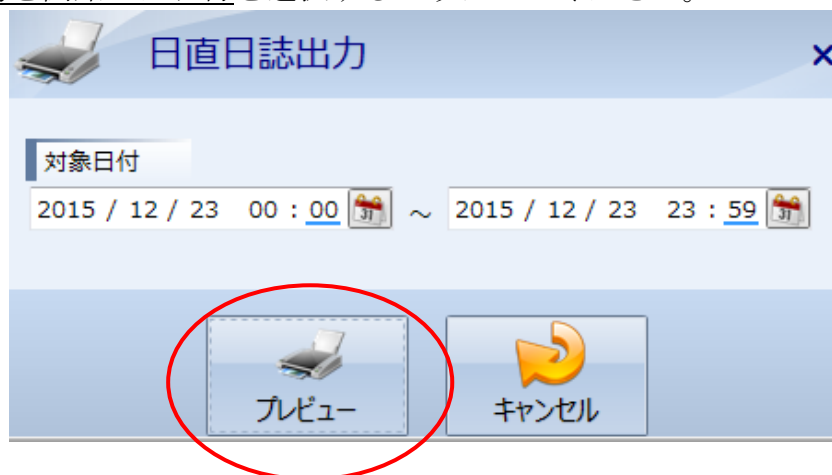 日直日誌出力
対象日付
2015 / 12 / 23 00 : 00 ～ 2015 / 12 / 23 23 : 59
プレビュー
キャンセル